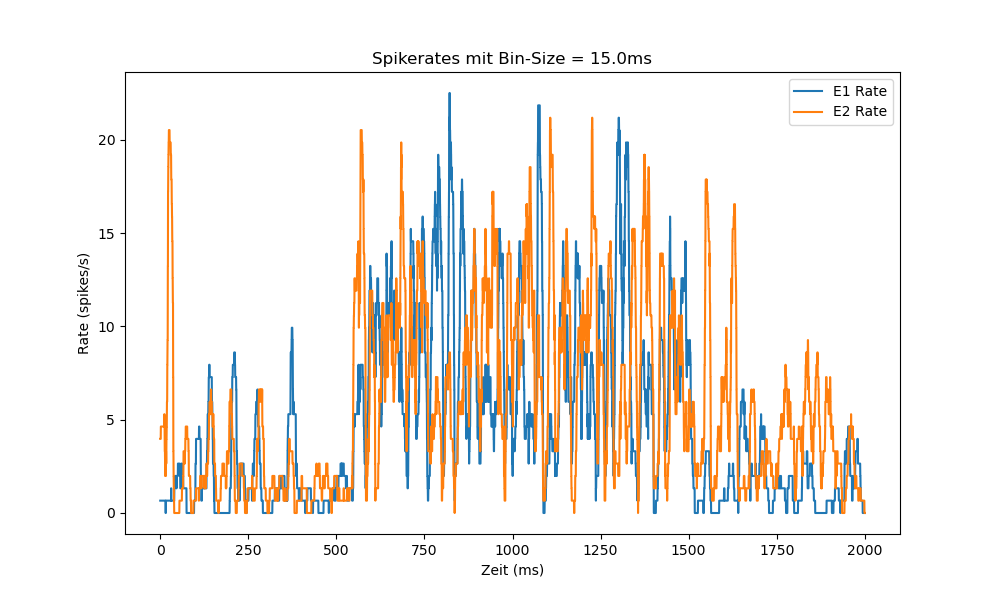 Spikerates mit Bin-Size = 15.0ms
E1 Rate
E2 Rate
Rate (spikes/s)
20
15
10
5
0
0 250 500 750 1000 1250 1500 1750 2000
Zeit (ms)